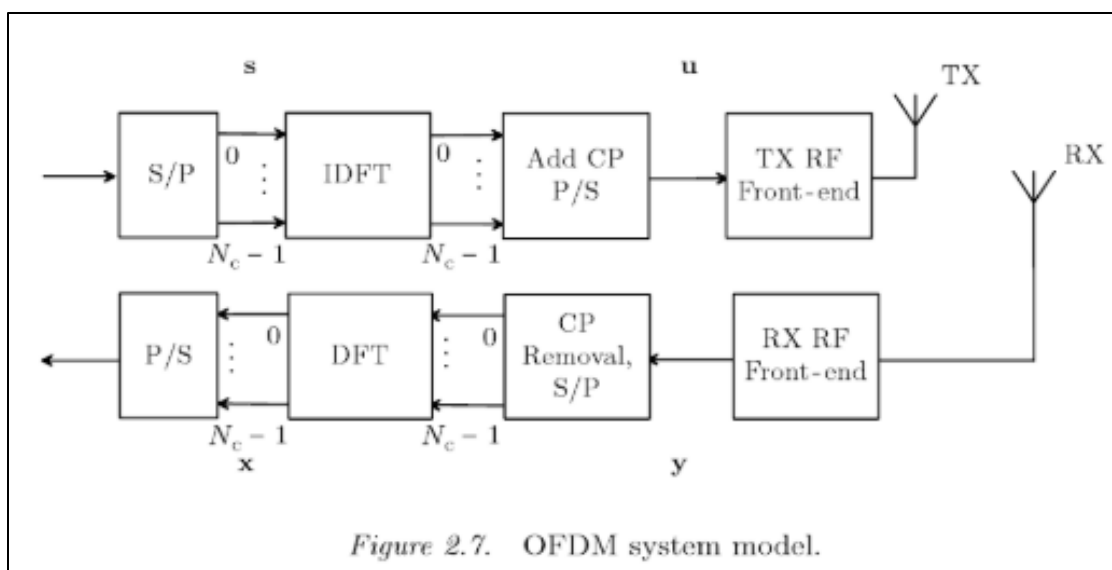 s
u
TX
RX
S/P
0
⋮
N_c − 1
IDFT
0
⋮
N_c − 1
Add CP
P/S
TX RF
Front-end
P/S
0
⋮
N_c − 1
DFT
0
⋮
N_c − 1
CP
Removal,
S/P
RX RF
Front-end
x
y
Figure 2.7. OFDM system model.